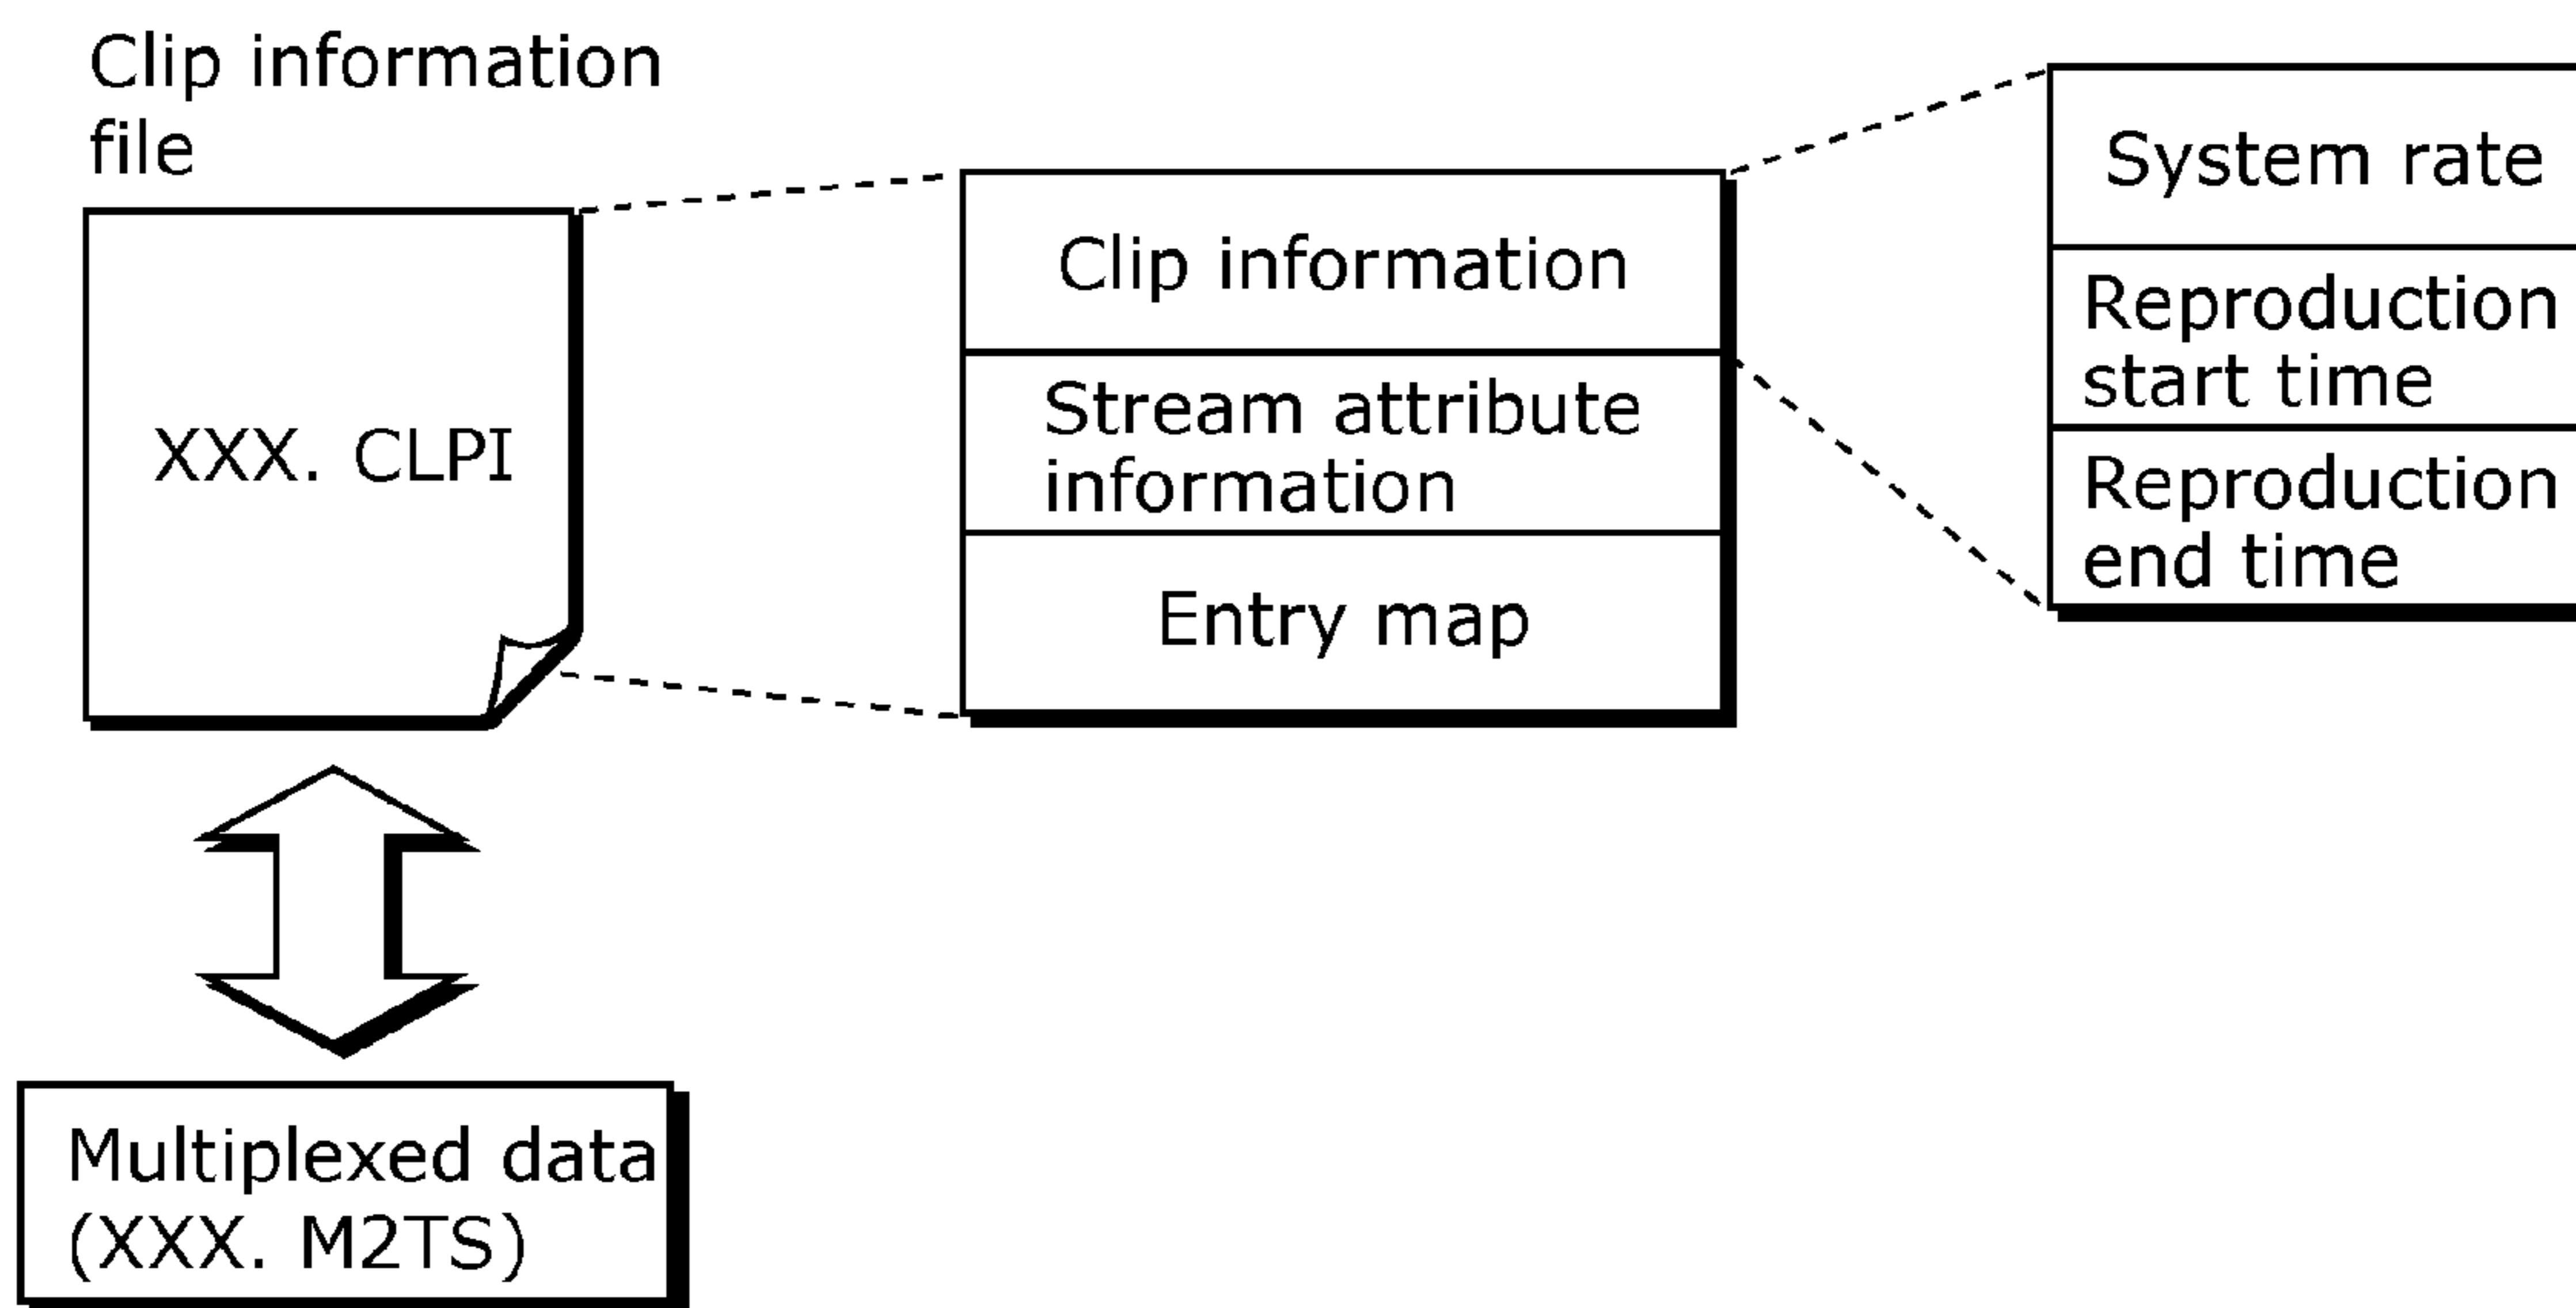 Clip information
file
XXX. CLPI
Clip information
Stream attribute
information
Entry map
System rate
Reproduction
start time
Reproduction
end time
Multiplexed data
(XXX. M2TS)